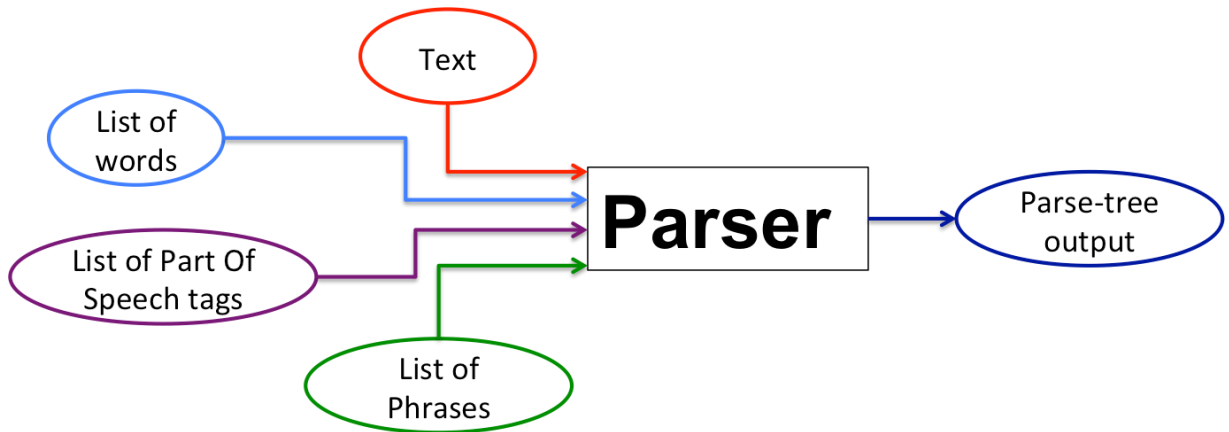 Text
List of
words
List of Part Of
Speech tags
List of
Phrases
Parser
Parse-tree
output